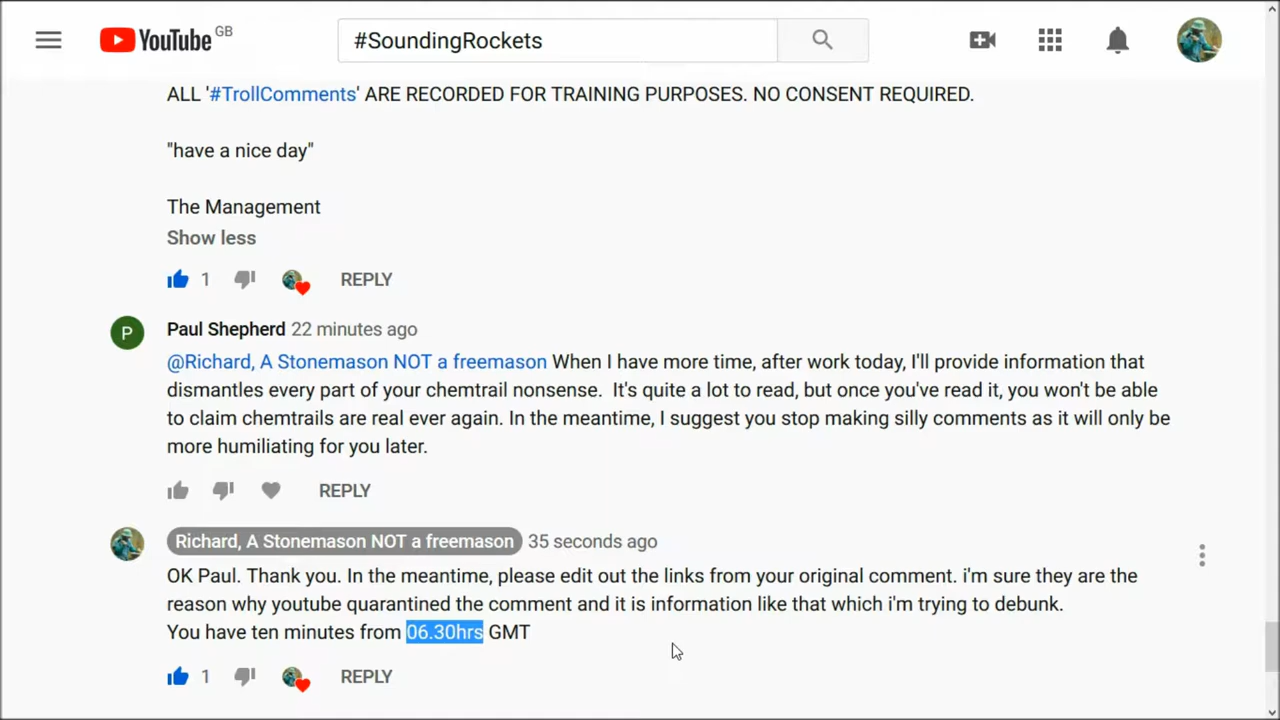 YouTube GB
#SoundingRockets
ALL '#TrollComments' ARE RECORDED FOR TRAINING PURPOSES. NO CONSENT REQUIRED.
"have a nice day"
The Management
Show less
1 REPLY
P
Paul Shepherd 22 minutes ago
@Richard, A Stonemason NOT a freemason When I have more time, after work today, I'll provide information that
dismantles every part of your chemtrail nonsense. It's quite a lot to read, but once you've read it, you won't be able
to claim chemtrails are real ever again. In the meantime, I suggest you stop making silly comments as it will only be
more humiliating for you later.
REPLY
Richard, A Stonemason NOT a freemason 35 seconds ago
OK Paul. Thank you. In the meantime, please edit out the links from your original comment. i'm sure they are the
reason why youtube quarantined the comment and it is information like that which i'm trying to debunk.
You have ten minutes from 06.30hrs GMT
1 REPLY